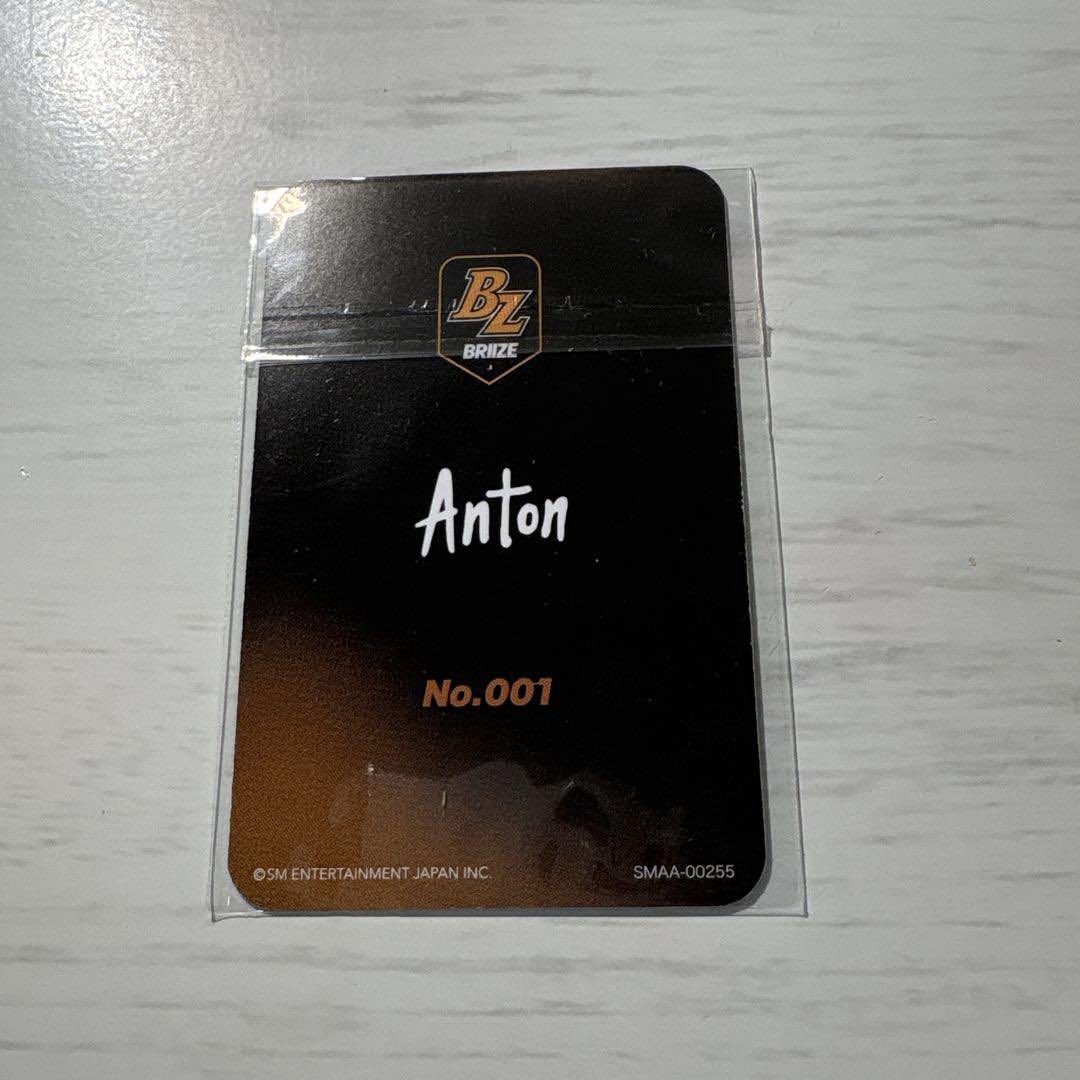 BZ
BRIIZE
J
Anton
No.001
©SM ENTERTAINMENT JAPAN INC.
SMAA-00255